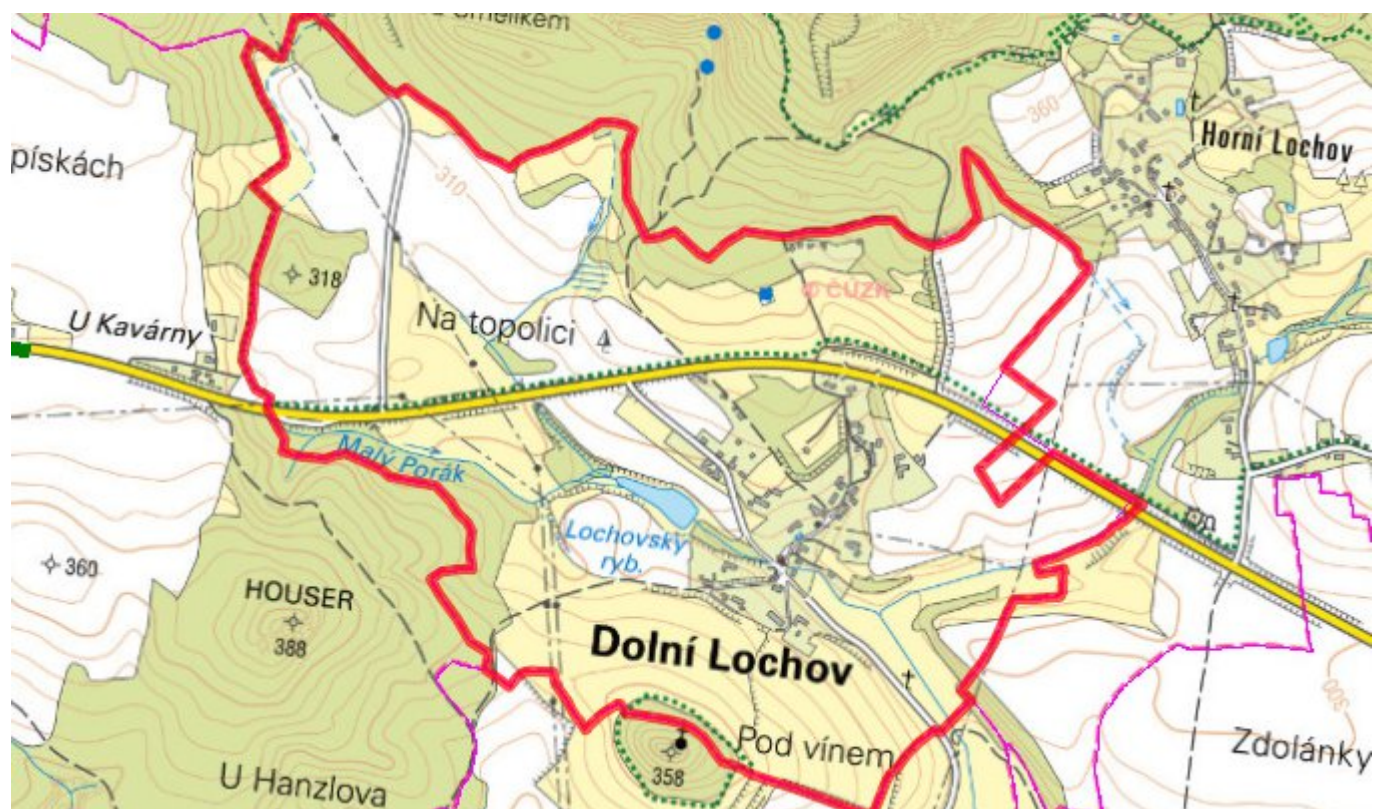 360
Horní Lochov
pískách
310
318
© ČÚZK
U Kavárny
Na topolici
Malý Porák
Lochovský
ryb.
360
HOUSER
388
Dolní Lochov
300
Pod vínem
Zdolánky
358
U Hanzlova